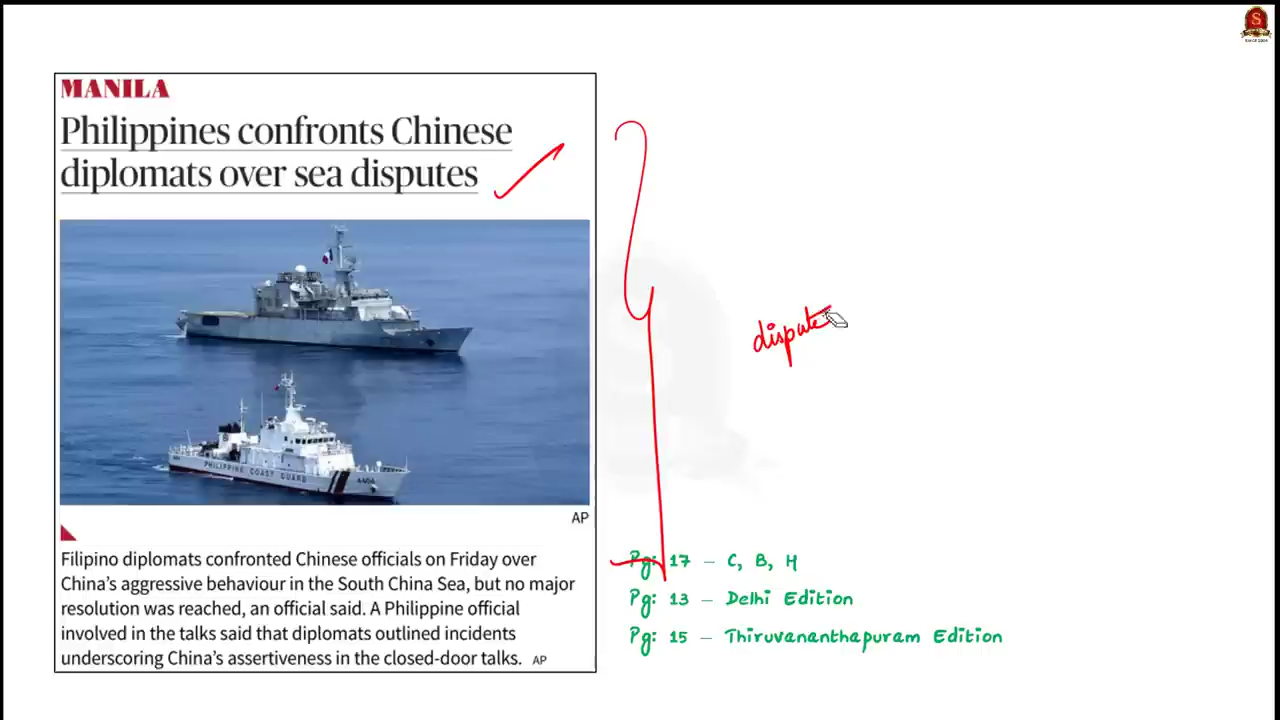 S
SINCE 2004
MANILA
Philippines confronts Chinese
diplomats over sea disputes
PHILIPPINE COAST GUARD
4406
AP
Filipino diplomats confronted Chinese officials on Friday over
China's aggressive behaviour in the South China Sea, but no major
resolution was reached, an official said. A Philippine official
involved in the talks said that diplomats outlined incidents
underscoring China's assertiveness in the closed-door talks. AP
dispute
Pg: 17 – C, B, H
Pg: 13 – Delhi Edition
Pg: 15 – Thiruvananthapuram Edition